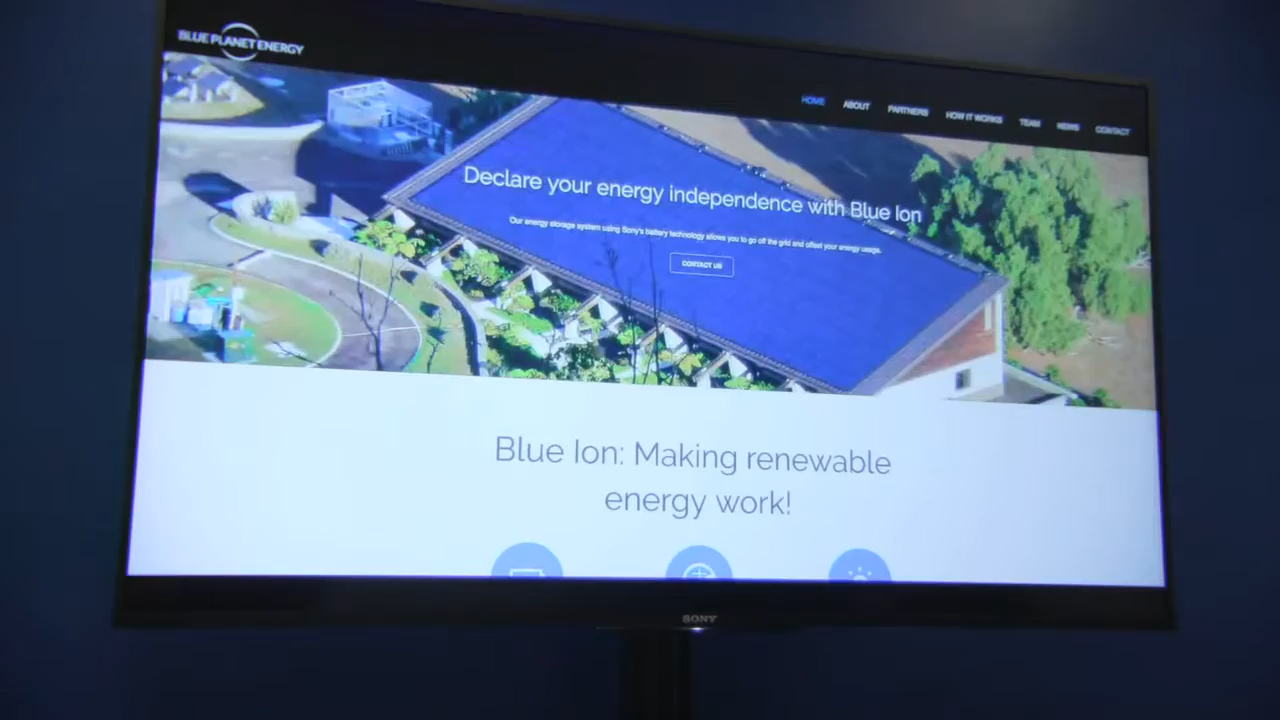 BLUE PLANET ENERGY
HOME ABOUT PARTNERS HOW IT WORKS TEAM NEWS CONTACT
Declare your energy independence with Blue Ion
Our energy storage system using Sony's battery technology allows you to go off the grid and offset your energy usage.
CONTACT US
Blue Ion: Making renewable
energy work!
SONY